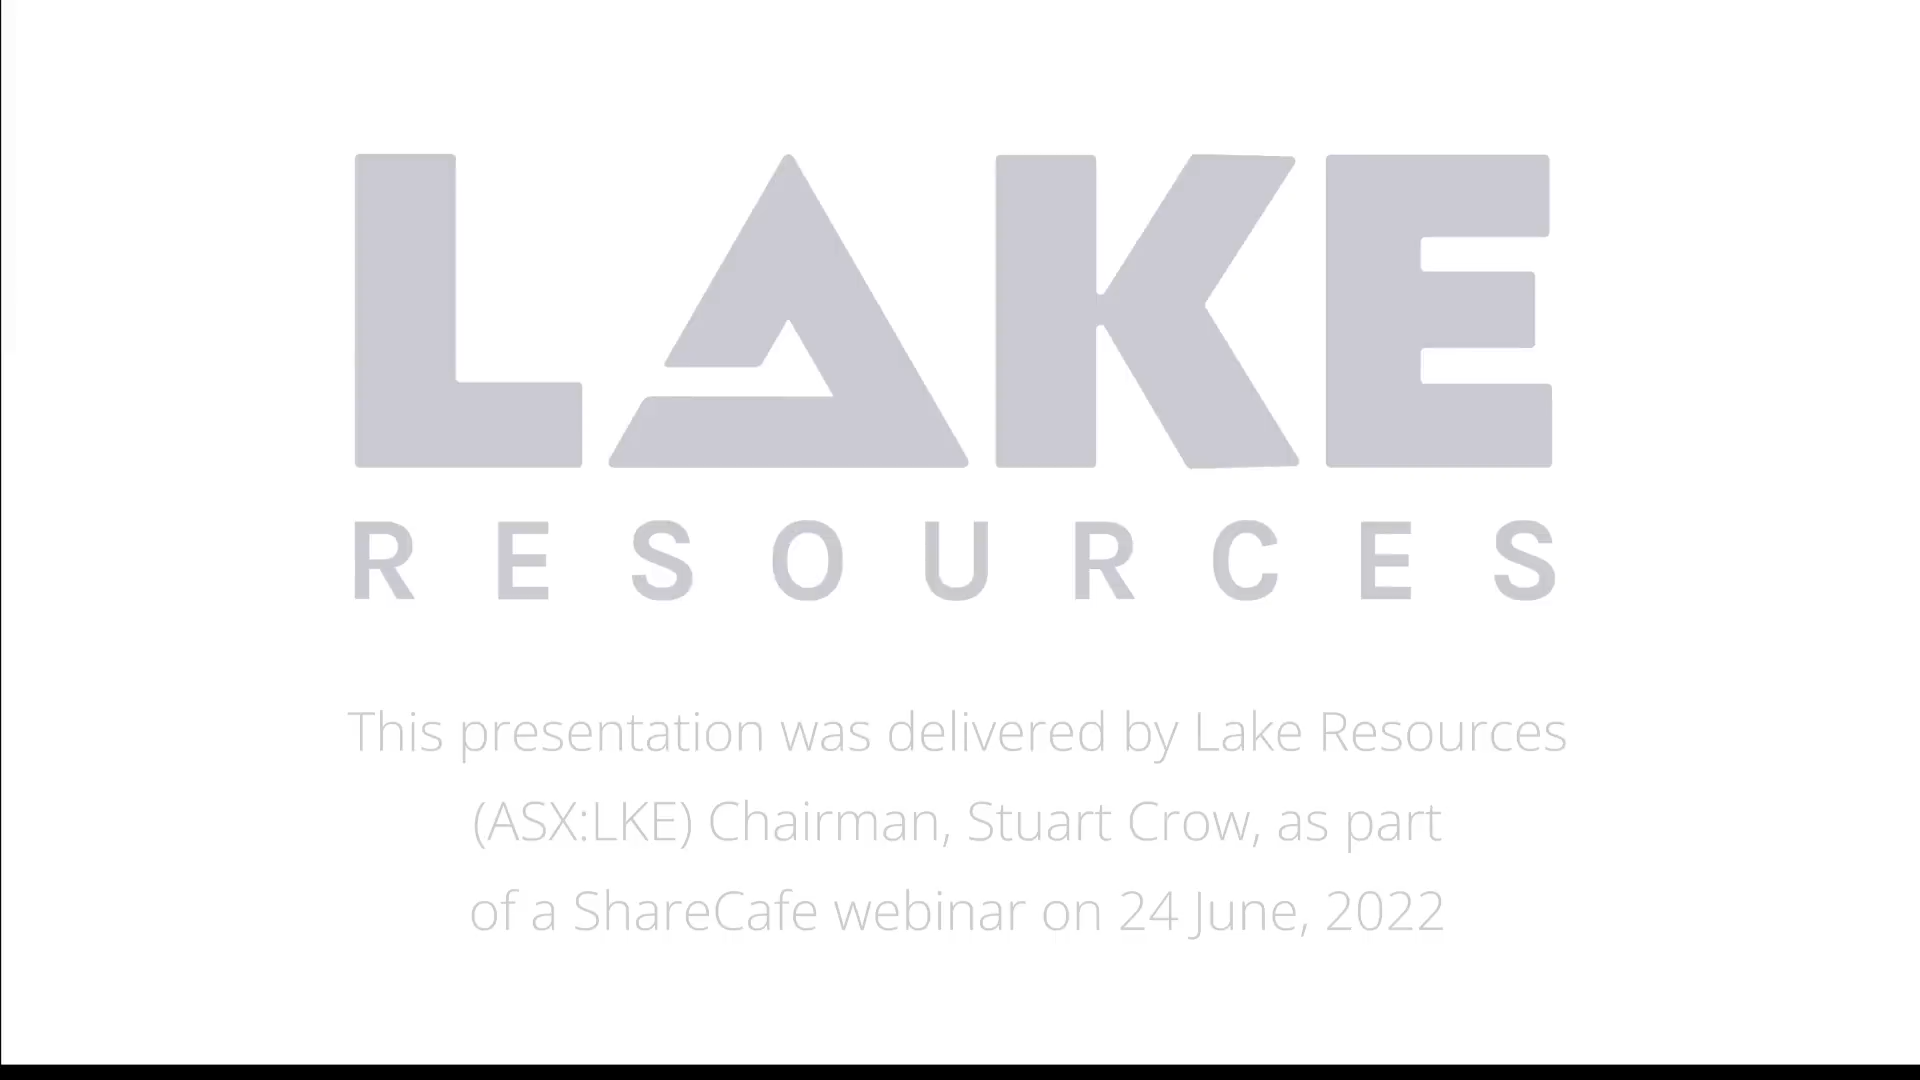 LAKE
RESOURCES
This presentation was delivered by Lake Resources
(ASX:LKE) Chairman, Stuart Crow, as part
of a ShareCafe webinar on 24 June, 2022